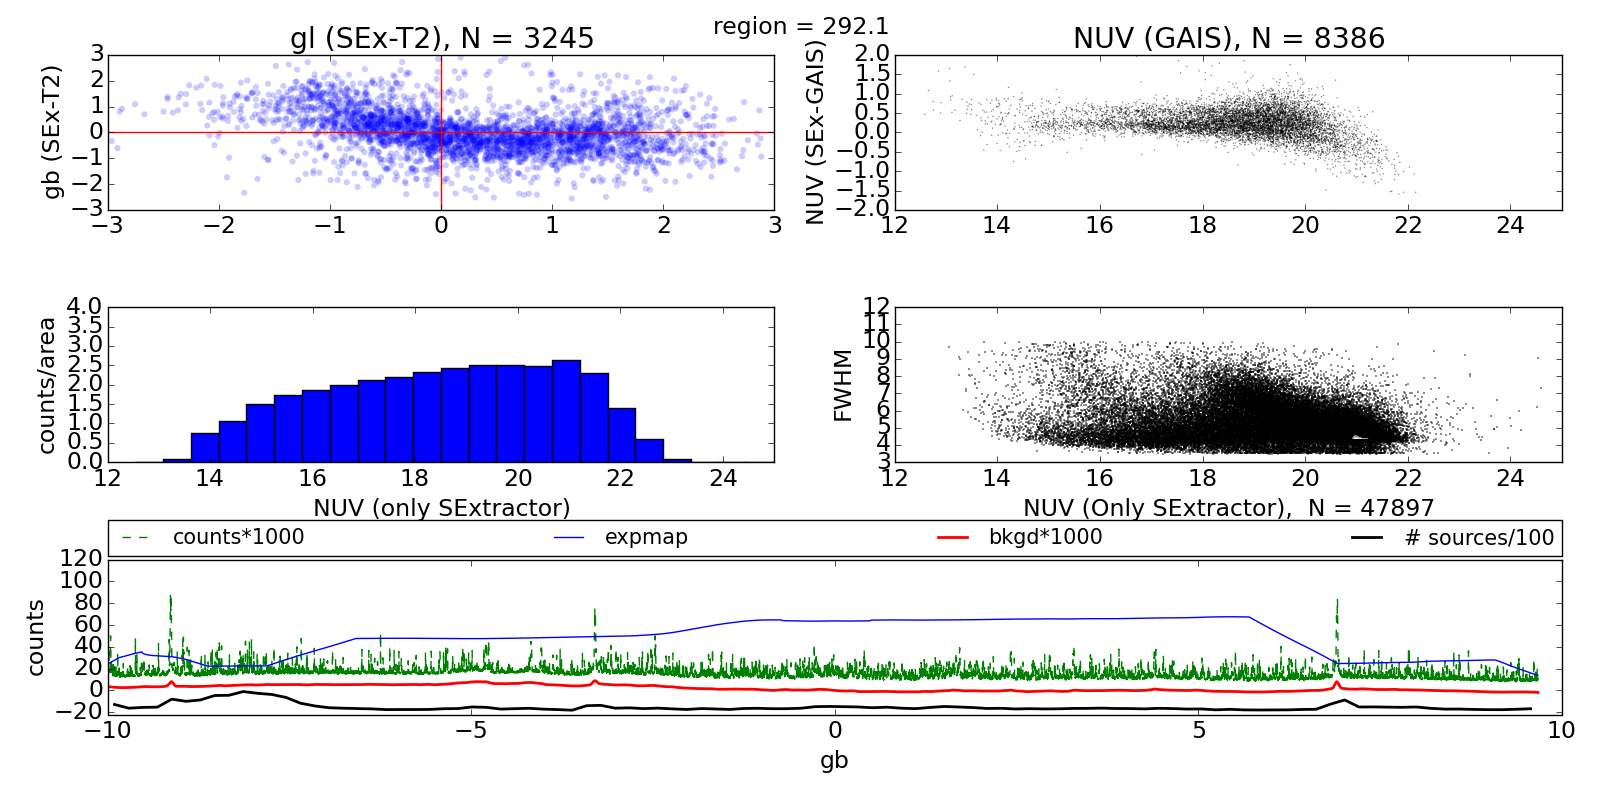 region = 292.1
gl (SEx-T2), N = 3245
NUV (GAIS), N = 8386
gb (SEx-T2)
3
2
1
0
−1
−2
−3
−3 −2 −1 0 1 2 3
NUV (SEx-GAIS)
2.0
1.5
1.0
0.5
0.0
−0.5
−1.0
−1.5
−2.0
12 14 16 18 20 22 24
counts/area
4.0
3.5
3.0
2.5
2.0
1.5
1.0
0.5
0.0
12 14 16 18 20 22 24
NUV (only SExtractor)
FWHM
12
11
10
9
8
7
6
5
4
3
12 14 16 18 20 22 24
NUV (Only SExtractor), N = 47897
counts*1000 expmap bkgd*1000 # sources/100
counts
120
100
80
60
40
20
0
−20
−10 −5 0 5 10
gb